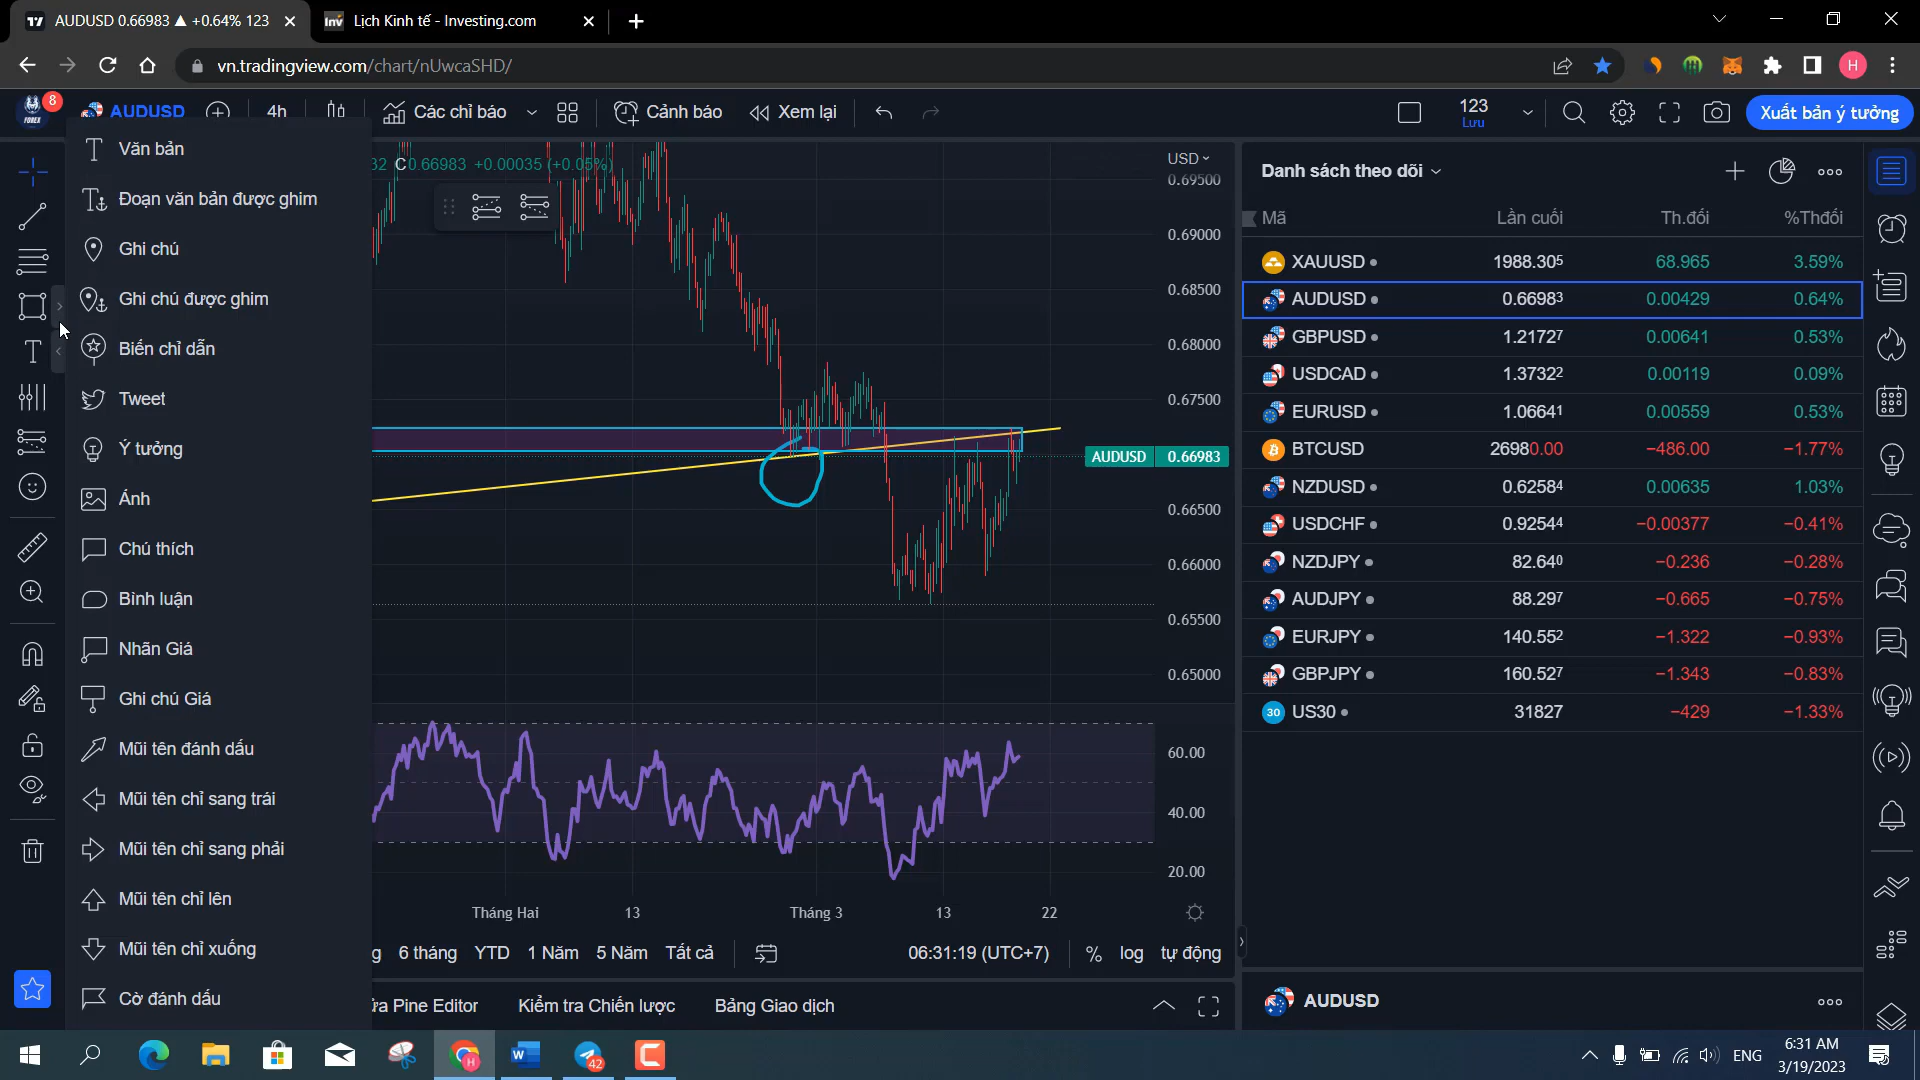 AUDUSD 0.66983 ▲ +0.64% 123
Lịch Kinh tế - Investing.com
vn.tradingview.com/chart/nUwcaSHD/
H
8
FOREX
AUDUSD
4h
Các chỉ báo
Cảnh báo
Xem lại
123
Lưu
Xuất bản ý tưởng
Văn bản
Đoạn văn bản được ghim
Ghi chú
Ghi chú được ghim
Biển chỉ dẫn
Tweet
Ý tưởng
Ảnh
Chú thích
Bình luận
Nhãn Giá
Ghi chú Giá
Mũi tên đánh dấu
Mũi tên chỉ sang trái
Mũi tên chỉ sang phải
Mũi tên chỉ lên
Mũi tên chỉ xuống
Cờ đánh dấu
32 C0.66983 +0.00035 (+0.05%)
USD
0.69500
0.69000
0.68500
0.68000
0.67500
AUDUSD 0.66983
0.66500
0.66000
0.65500
0.65000
60.00
40.00
20.00
Tháng Hai 13 Tháng 3 13 22
g 6 tháng YTD 1 Năm 5 Năm Tất cả
06:31:19 (UTC+7)
% log tự động
Pine Editor
Kiểm tra Chiến lược
Bảng Giao dịch
Danh sách theo dõi
Mã Lần cuối Th.đối %Thđối
XAUUSD 1988.305 68.965 3.59%
AUDUSD 0.66983 0.00429 0.64%
GBPUSD 1.21727 0.00641 0.53%
USDCAD 1.37322 0.00119 0.09%
EURUSD 1.06641 0.00559 0.53%
BTCUSD 26980.00 −486.00 −1.77%
NZDUSD 0.62584 0.00635 1.03%
USDCHF 0.92544 −0.00377 −0.41%
NZDJPY 82.640 −0.236 −0.28%
AUDJPY 88.297 −0.665 −0.75%
EURJPY 140.552 −1.322 −0.93%
GBPJPY 160.527 −1.343 −0.83%
30 US30 31827 −429 −1.33%
AUDUSD
42
ENG
6:31 AM
3/19/2023